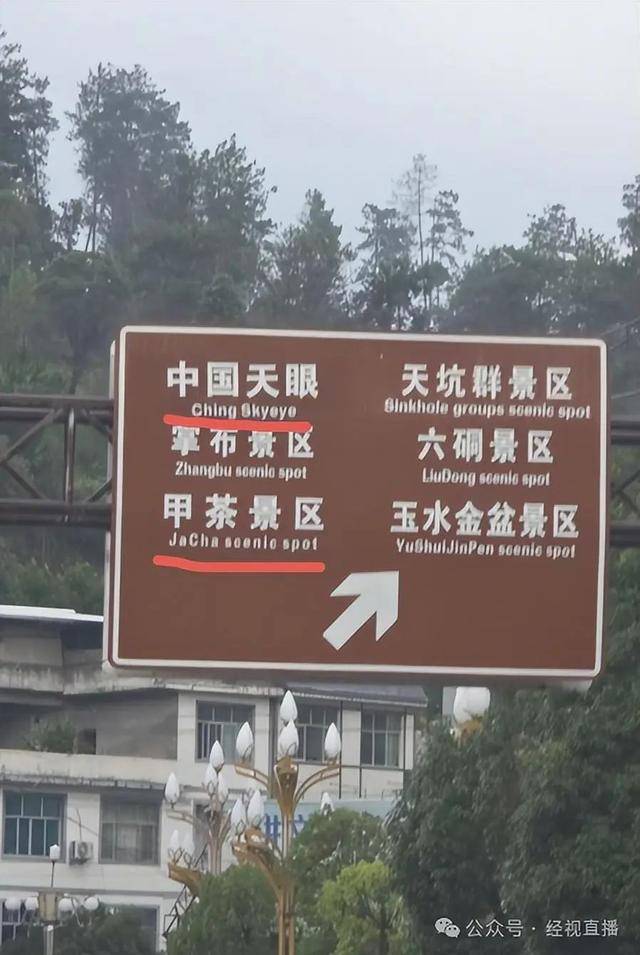 中国天眼
Ching Skyeye
掌布景区
Zhangbu scenic spot
甲茶景区
JaCha scenic spot
天坑群景区
Sinkhole groups scenic spot
六硐景区
LiuDong scenic spot
玉水金盆景区
YuShuiJinPen scenic spot
公众号·经视直播